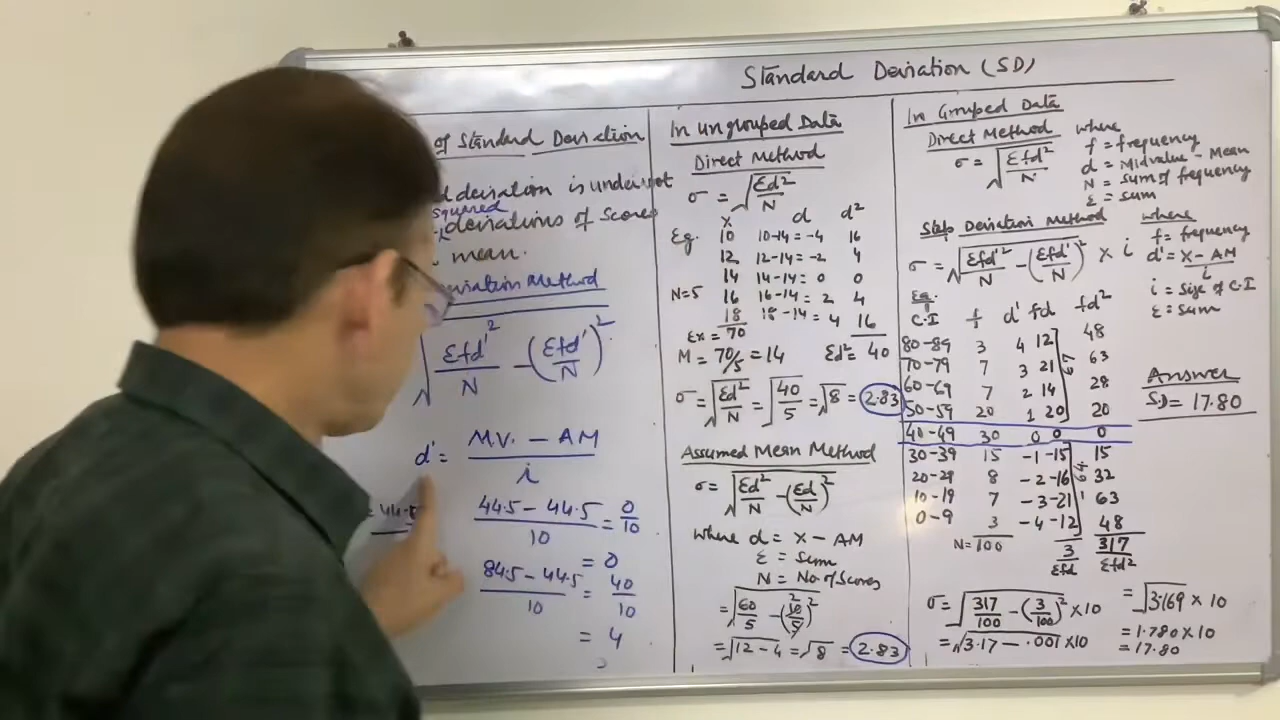 Standard Deviation (SD)
of Standard Deviation
d deviation is understood
squared
deviations of Scores
mean.
viation Method
√ Σfd'²/N - (Σfd'/N)²
d' = M.V. - AM / i
= 44.5
44.5 - 44.5 / 10 = 0/10
= 0
84.5 - 44.5 / 10 = 40/10
= 4
In Ungrouped Data
Direct Method
σ = √ Σd²/N
X d d²
Eg. 10 10-14 = -4 16
12 12-14 = -2 4
14 14-14 = 0 0
N=5 16 16-14 = 2 4
18 18-14 = 4 16
Σx = 70
M = 70/5 = 14 Σd² = 40
σ = √ Σd²/N = √ 40/5 = √8 = 2.83
Assumed Mean Method
σ = √ Σd²/N - (Σd/N)²
where d = X - AM
Σ = Sum
N = No. of Scores
= √ 60/5 - (10/5)²
2
= √12 - 4 = √8 = 2.83
In Grouped Data
Direct Method
σ = √ Σfd²/N
where
f = frequency
d = Midvalue - Mean
N = Sum of frequency
Σ = Sum
Step Deviation Method
σ = √ Σfd'²/N - (Σfd'/N)² × i
where
f = frequency
d' = X - AM / i
i = Size of C.I
Σ = Sum
Eg
C.I f d' fd fd²
80-89 3 4 12 48
70-79 7 3 21 63
60-69 7 2 14 28
50-59 20 1 20 20
67
40-49 30 0 0 0
30-39 15 -1 -15 15
20-29 8 -2 -16 32
10-19 7 -3 -21 63
0-9 3 -4 -12 48
64
N = 100 3 317
Σfd Σfd²
Answer
SD = 17.80
σ = √ 317/100 - (3/100)² × 10
= √3.17 - .001 × 10
= √3.169 × 10
= 1.780 × 10
= 17.80